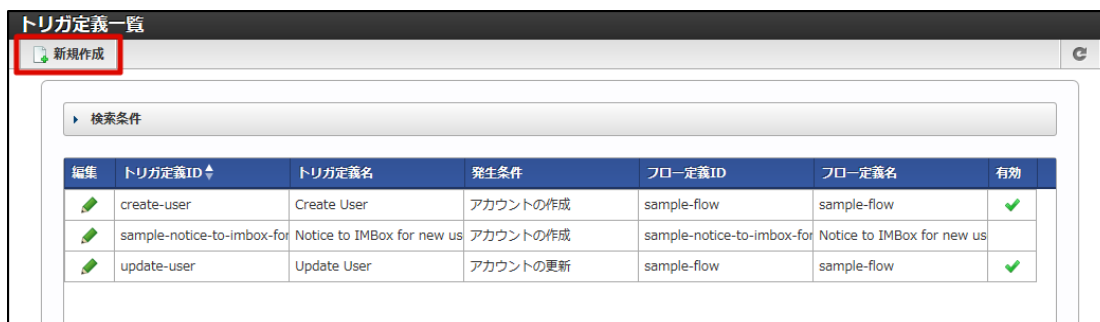 トリガ定義一覧
新規作成
検索条件
編集 トリガ定義ID トリガ定義名 発生条件 フロー定義ID フロー定義名 有効
create-user Create User アカウントの作成 sample-flow sample-flow
sample-notice-to-imbox-for Notice to IMBox for new us アカウントの作成 sample-notice-to-imbox-for Notice to IMBox for new us
update-user Update User アカウントの更新 sample-flow sample-flow